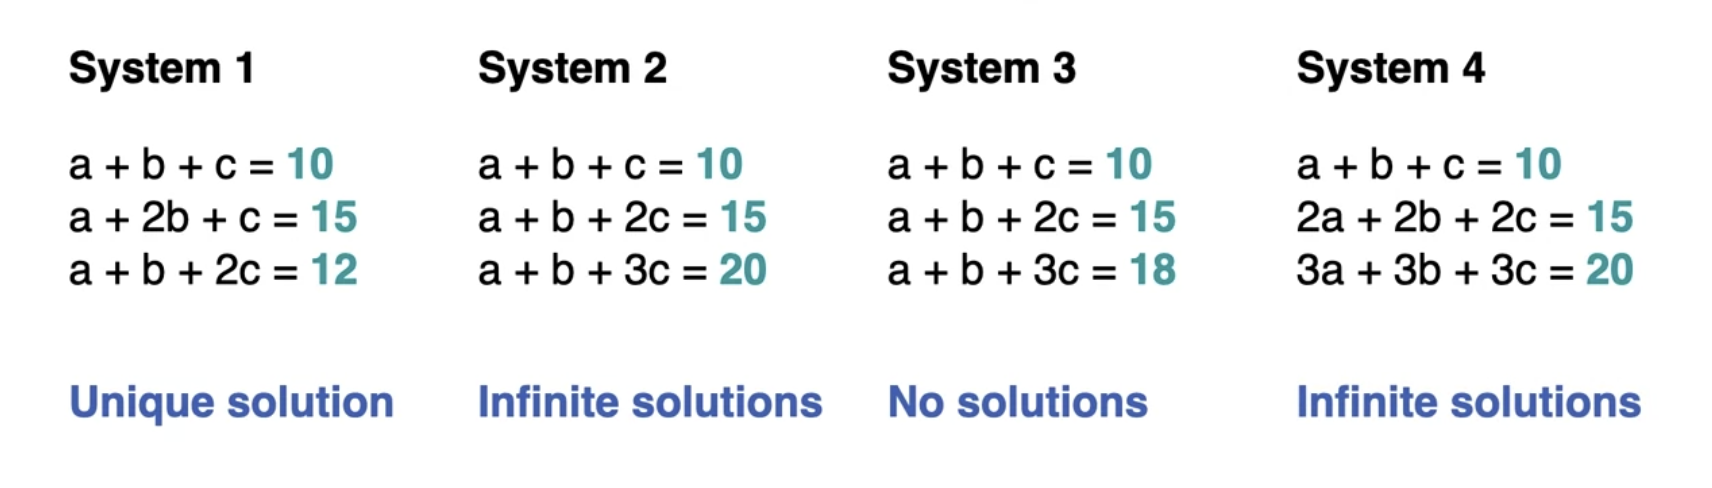 System 1
a + b + c = 10
a + 2b + c = 15
a + b + 2c = 12
Unique solution
System 2
a + b + c = 10
a + b + 2c = 15
a + b + 3c = 20
Infinite solutions
System 3
a + b + c = 10
a + b + 2c = 15
a + b + 3c = 18
No solutions
System 4
a + b + c = 10
2a + 2b + 2c = 15
3a + 3b + 3c = 20
Infinite solutions